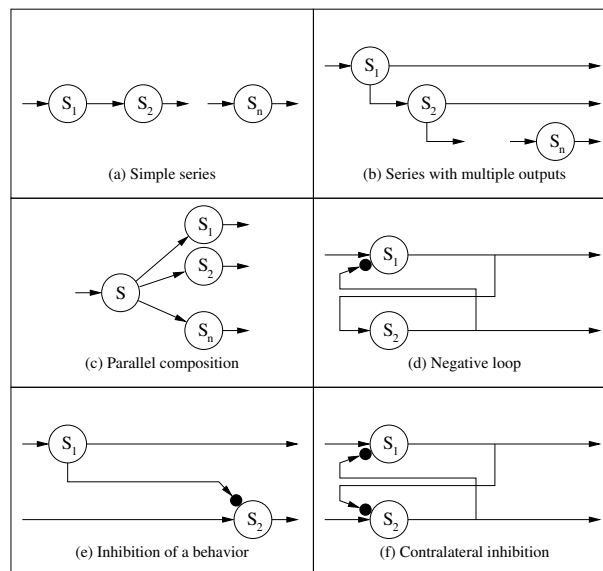 S1 S2 Sn
(a) Simple series
S1
S2
Sn
(b) Series with multiple outputs
S1
S S2
Sn
(c) Parallel composition
S1
S2
(d) Negative loop
S1
S2
(e) Inhibition of a behavior
S1
S2
(f) Contralateral inhibition